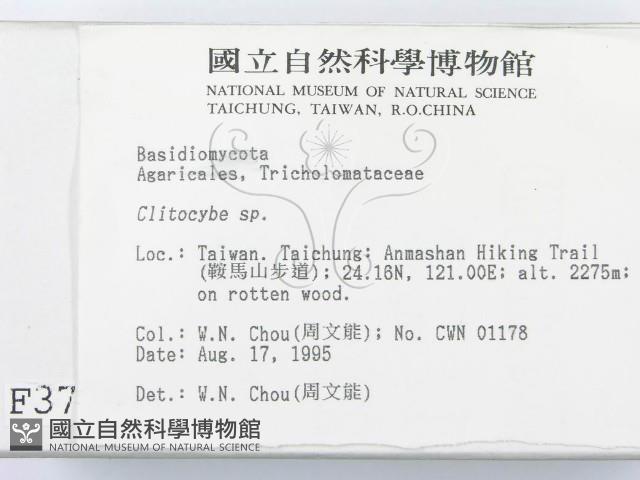 國立自然科學博物館
NATIONAL MUSEUM OF NATURAL SCIENCE
TAICHUNG, TAIWAN, R.O.CHINA
Basidiomycota
Agaricales, Tricholomataceae
Clitocybe sp.
Loc.: Taiwan. Taichung: Anmashan Hiking Trail
(鞍馬山步道); 24.16N, 121.00E; alt. 2275m;
on rotten wood.
Col.: W.N. Chou(周文能); No. CWN 01178
Date: Aug. 17, 1995
Det.: W.N. Chou(周文能)
F37
國立自然科學博物館
NATIONAL MUSEUM OF NATURAL SCIENCE